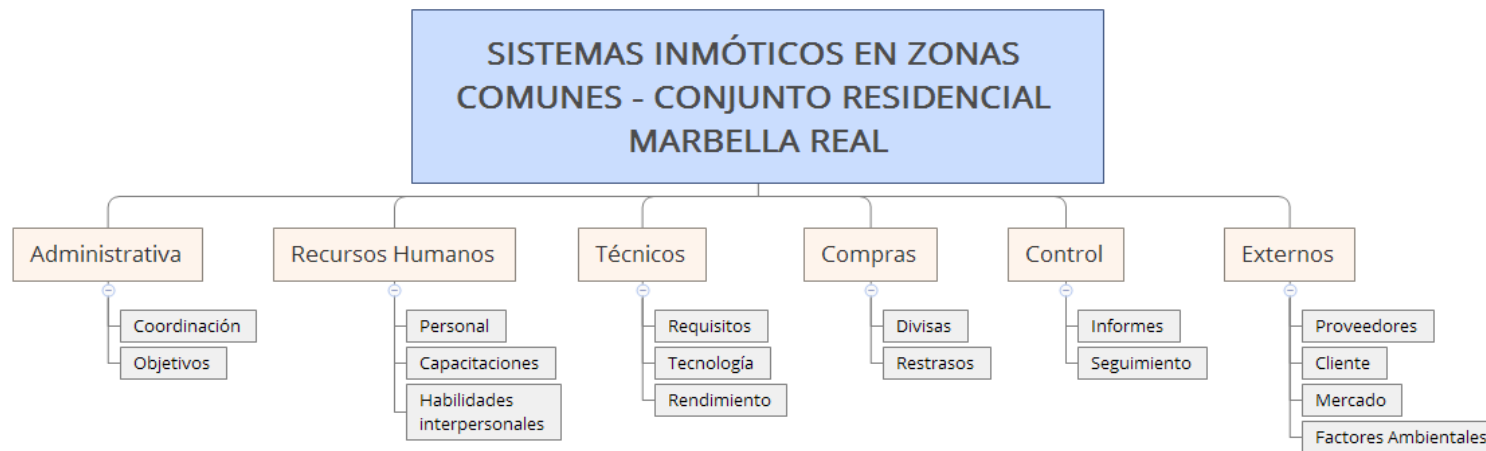 SISTEMAS INMÓTICOS EN ZONAS
COMUNES - CONJUNTO RESIDENCIAL
MARBELLA REAL
Administrativa
Coordinación
Objetivos
Recursos Humanos
Personal
Capacitaciones
Habilidades
interpersonales
Técnicos
Requisitos
Tecnología
Rendimiento
Compras
Divisas
Restrasos
Control
Informes
Seguimiento
Externos
Proveedores
Cliente
Mercado
Factores Ambientales